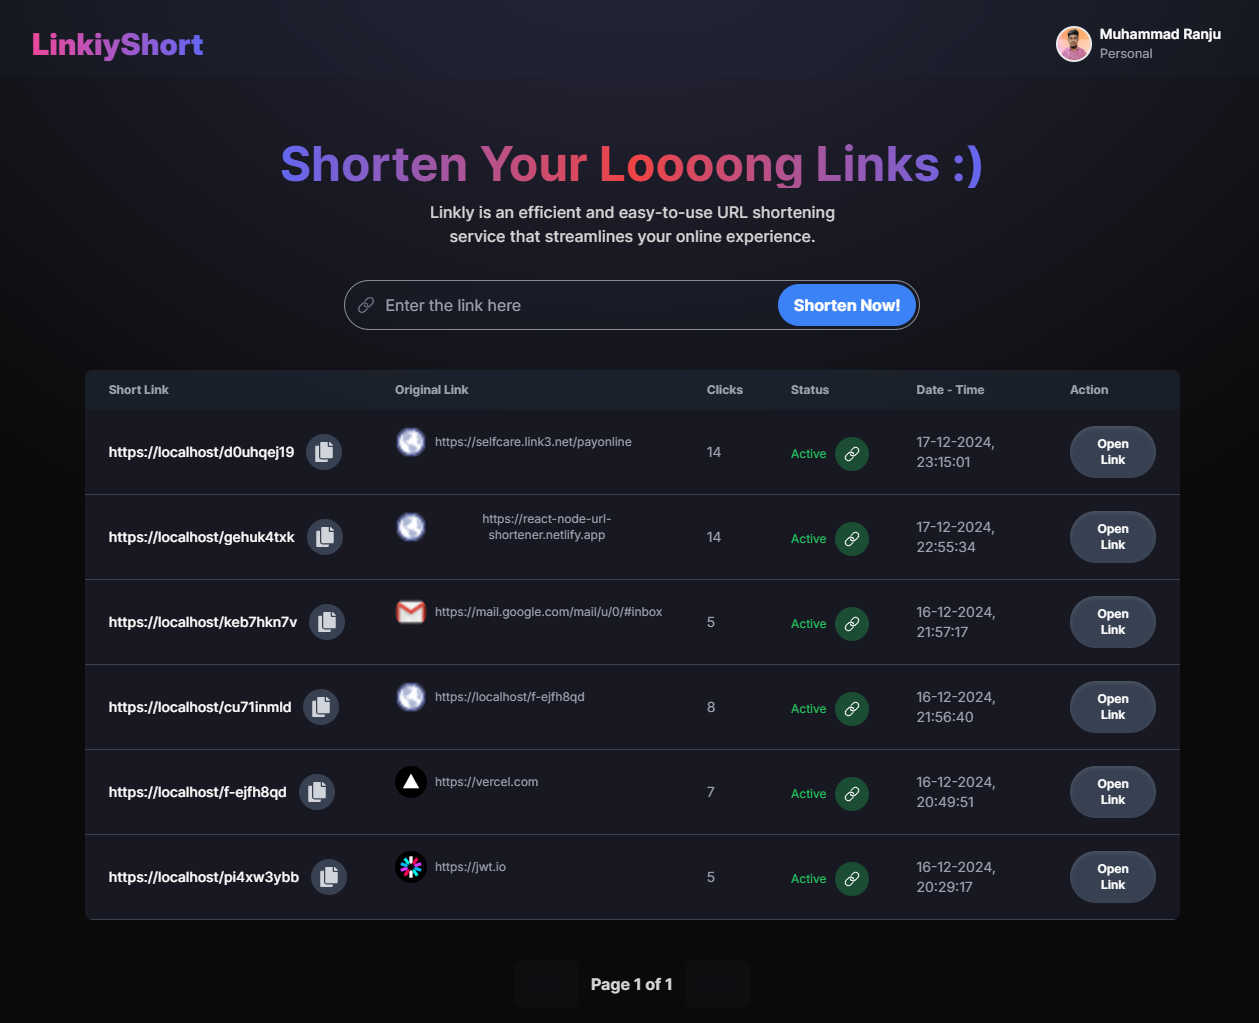 LinkiyShort
Muhammad Ranju
Personal
Shorten Your Loooong Links :)
Linkly is an efficient and easy-to-use URL shortening
service that streamlines your online experience.
Enter the link here
Shorten Now!
Short Link Original Link Clicks Status Date - Time Action
https://localhost/d0uhqej19 https://selfcare.link3.net/payonline 14 Active 17-12-2024, Open
23:15:01 Link
https://localhost/gehuk4txk https://react-node-url- 14 Active 17-12-2024, Open
shortener.netlify.app 22:55:34 Link
https://localhost/keb7hkn7v https://mail.google.com/mail/u/0/#inbox 5 Active 16-12-2024, Open
21:57:17 Link
https://localhost/cu71inmld https://localhost/f-ejfh8qd 8 Active 16-12-2024, Open
21:56:40 Link
https://localhost/f-ejfh8qd https://vercel.com 7 Active 16-12-2024, Open
20:49:51 Link
https://localhost/pi4xw3ybb https://jwt.io 5 Active 16-12-2024, Open
20:29:17 Link
Page 1 of 1